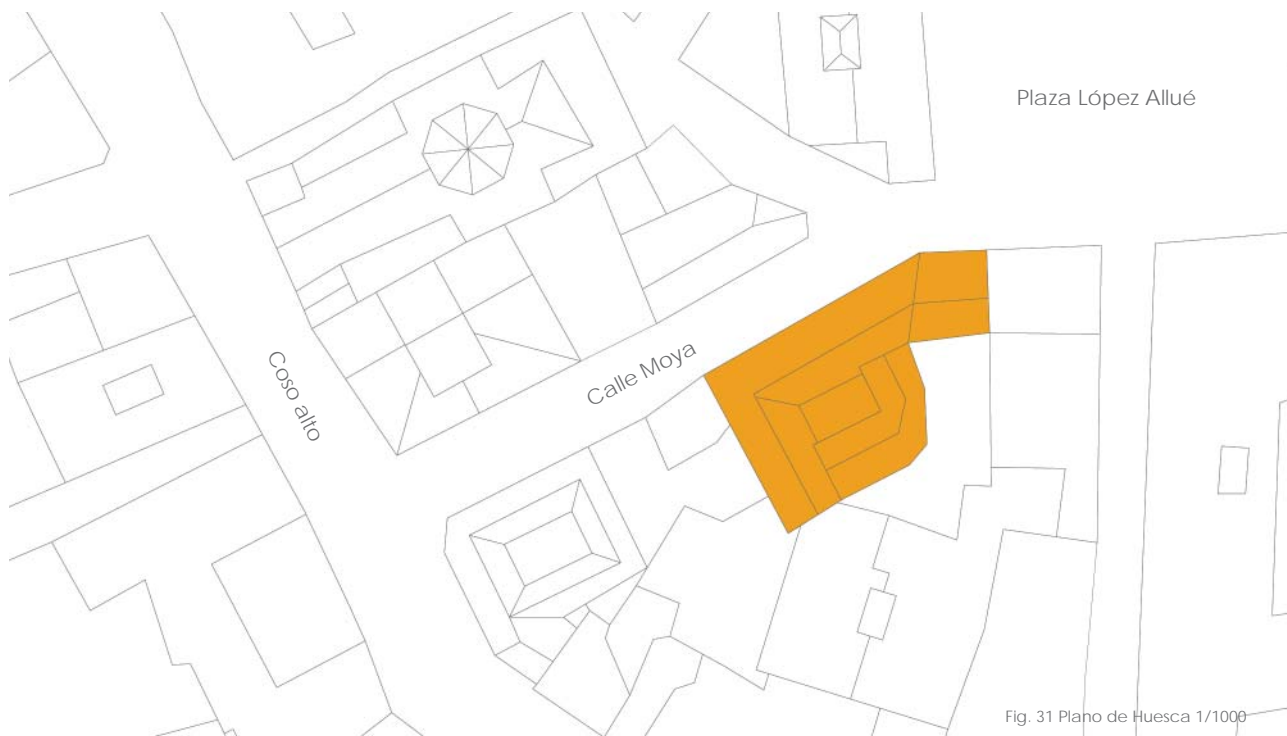 Plaza López Allué
Calle Moya
Coso alto
Fig. 31 Plano de Huesca 1/1000